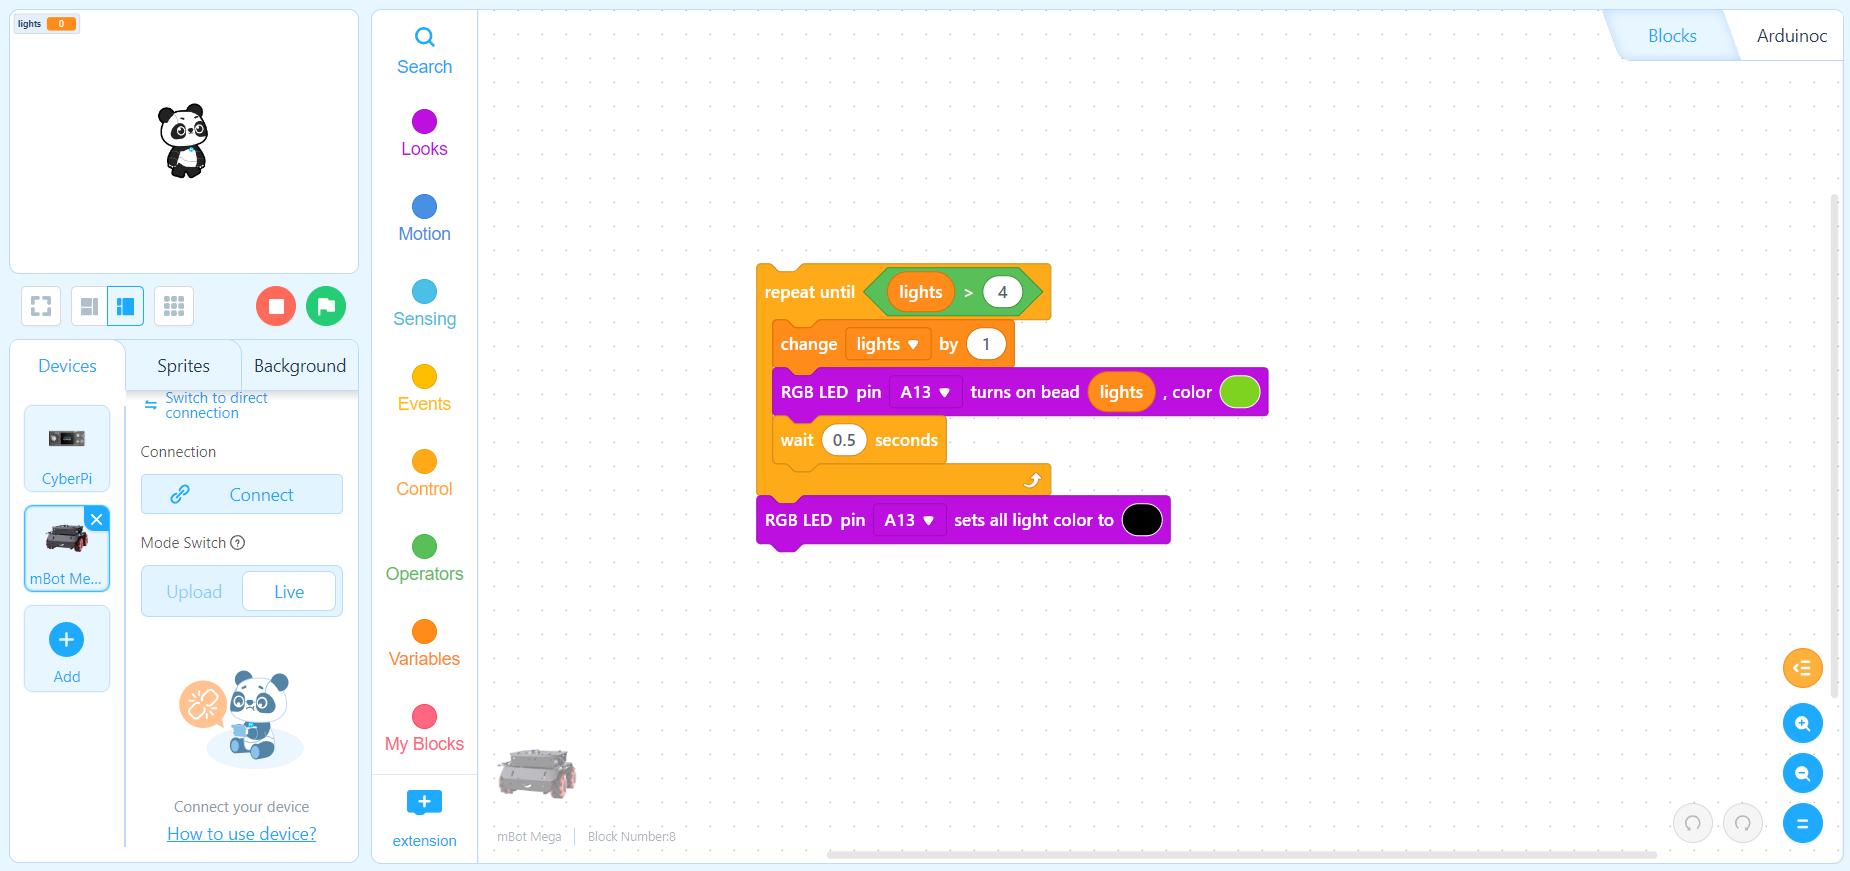 lights 0
Search
Looks
Motion
Sensing
Events
Control
Operators
Variables
My Blocks
extension
Blocks
Arduinoc
Devices
Sprites
Background
Switch to direct
connection
CyberPi
Connection
Connect
mBot Me...
Mode Switch ?
Upload
Live
Add
Connect your device
How to use device?
repeat until lights > 4
change lights by 1
RGB LED pin A13 turns on bead lights , color
wait 0.5 seconds
RGB LED pin A13 sets all light color to
mBot Mega
Block Number:8